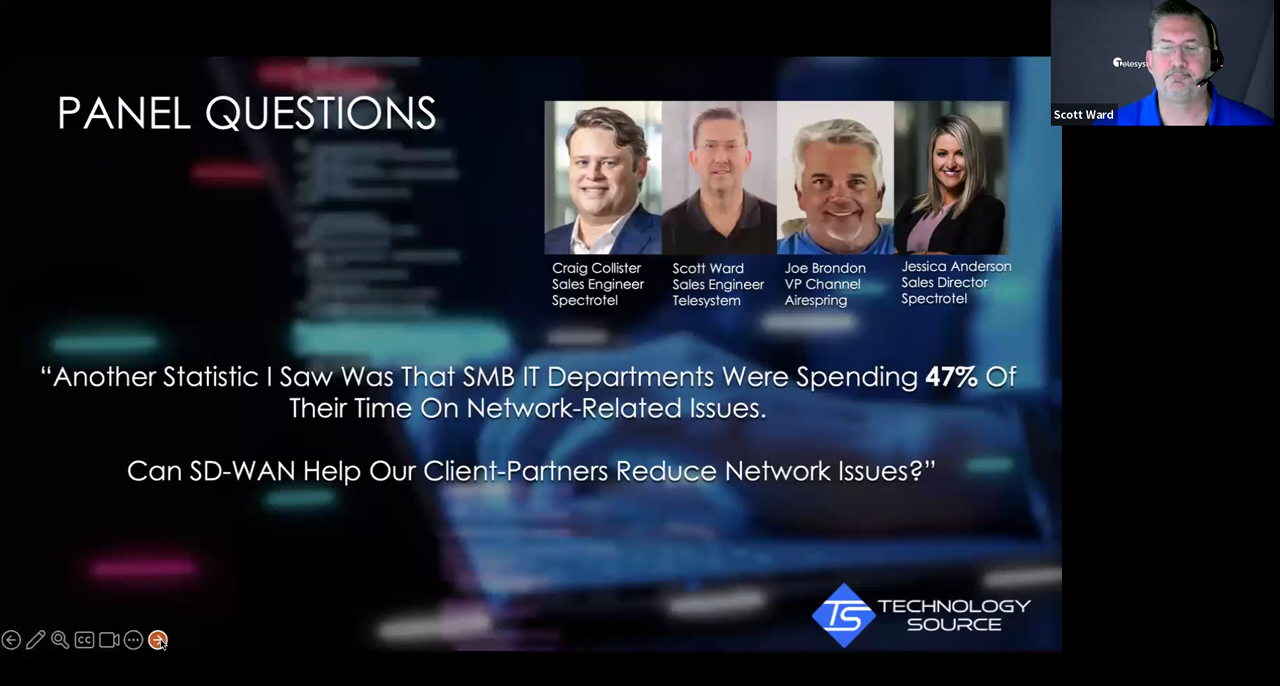 PANEL QUESTIONS
Craig Collister
Sales Engineer
Spectrotel
Scott Ward
Sales Engineer
Telesystem
Joe Brondon
VP Channel
Airespring
Jessica Anderson
Sales Director
Spectrotel
“Another Statistic I Saw Was That SMB IT Departments Were Spending 47% Of
Their Time On Network-Related Issues.
Can SD-WAN Help Our Client-Partners Reduce Network Issues?”
TS TECHNOLOGY
SOURCE
CC
Scott Ward